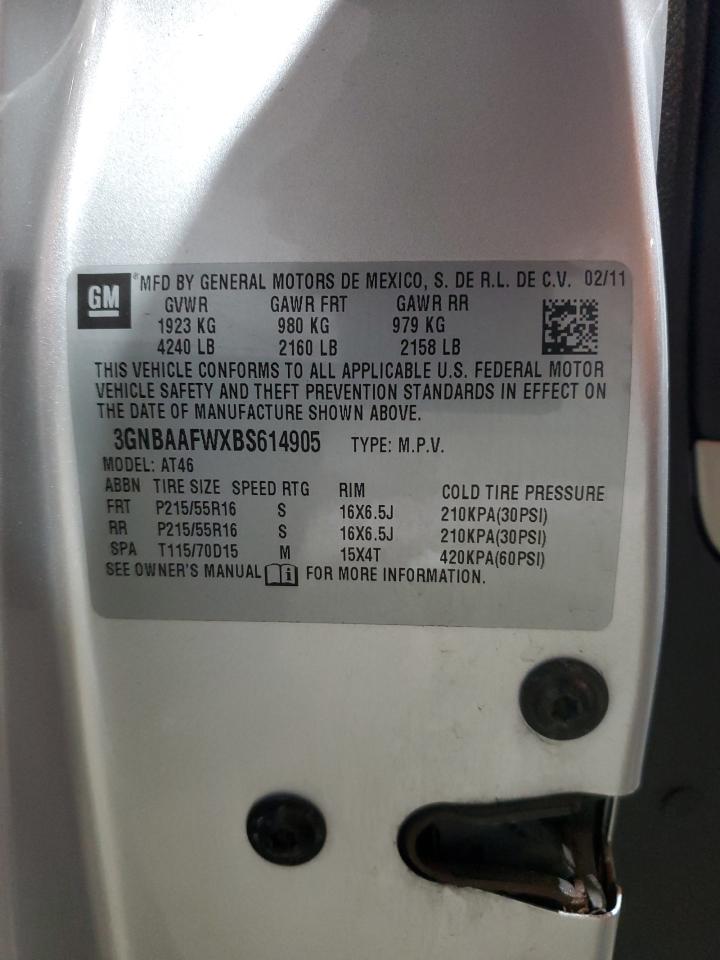 GM ® MFD BY GENERAL MOTORS DE MEXICO, S. DE R.L. DE C.V. 02/11
GVWR GAWR FRT GAWR RR
1923 KG 980 KG 979 KG
4240 LB 2160 LB 2158 LB
THIS VEHICLE CONFORMS TO ALL APPLICABLE U.S. FEDERAL MOTOR
VEHICLE SAFETY AND THEFT PREVENTION STANDARDS IN EFFECT ON
THE DATE OF MANUFACTURE SHOWN ABOVE.
3GNBAAFWXBS614905 TYPE: M.P.V.
MODEL: AT46
ABBN TIRE SIZE SPEED RTG RIM COLD TIRE PRESSURE
FRT P215/55R16 S 16X6.5J 210KPA(30PSI)
RR P215/55R16 S 16X6.5J 210KPA(30PSI)
SPA T115/70D15 M 15X4T 420KPA(60PSI)
SEE OWNER'S MANUAL i FOR MORE INFORMATION.